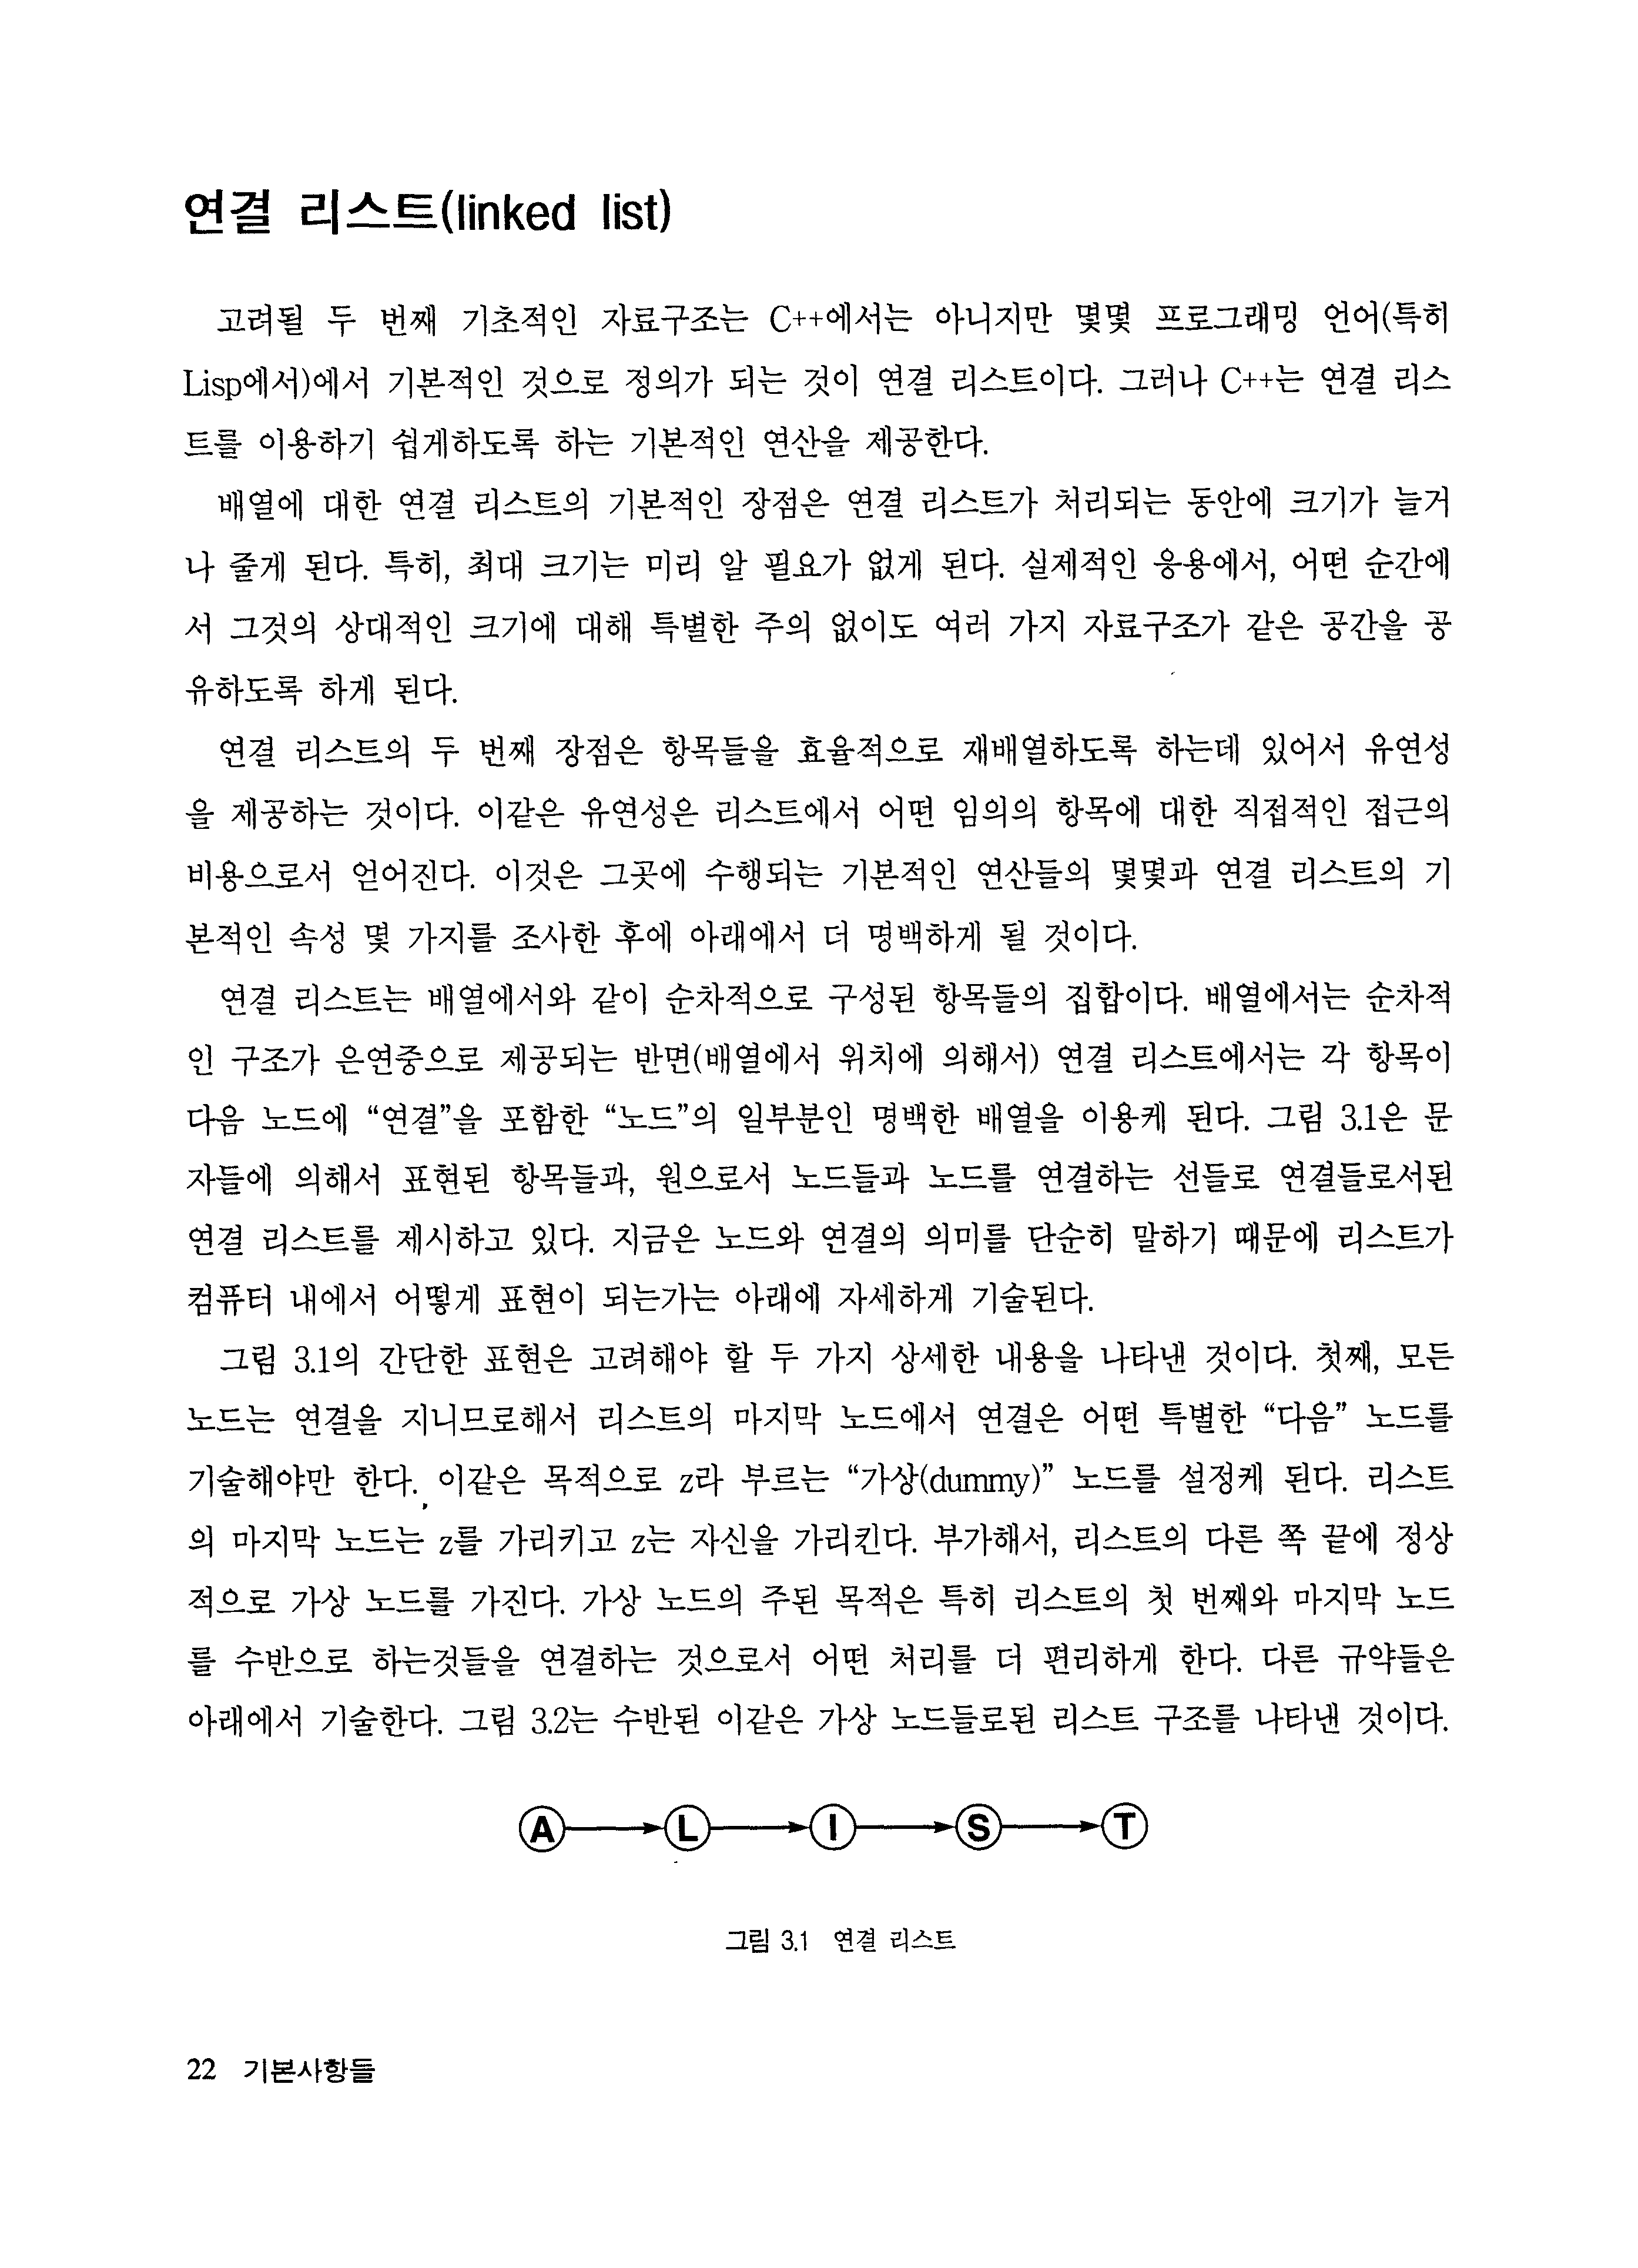 연결 리스트(linked list)
고려될 두 번째 기초적인 자료구조는 C++에서는 아니지만 몇몇 프로그래밍 언어(특히
Lisp에서)에서 기본적인 것으로 정의가 되는 것이 연결 리스트이다. 그러나 C++는 연결 리스
트를 이용하기 쉽게하도록 하는 기본적인 연산을 제공한다.
배열에 대한 연결 리스트의 기본적인 장점은 연결 리스트가 처리되는 동안에 크기가 늘거
나 줄게 된다. 특히, 최대 크기는 미리 알 필요가 없게 된다. 실제적인 응용에서, 어떤 순간에
서 그것의 상대적인 크기에 대해 특별한 주의 없이도 여러 가지 자료구조가 같은 공간을 공
유하도록 하게 된다.
연결 리스트의 두 번째 장점은 항목들을 효율적으로 재배열하도록 하는데 있어서 유연성
을 제공하는 것이다. 이같은 유연성은 리스트에서 어떤 임의의 항목에 대한 직접적인 접근의
비용으로서 얻어진다. 이것은 그곳에 수행되는 기본적인 연산들의 몇몇과 연결 리스트의 기
본적인 속성 몇 가지를 조사한 후에 아래에서 더 명백하게 될 것이다.
연결 리스트는 배열에서와 같이 순차적으로 구성된 항목들의 집합이다. 배열에서는 순차적
인 구조가 은연중으로 제공되는 반면(배열에서 위치에 의해서) 연결 리스트에서는 각 항목이
다음 노드에 “연결”을 포함한 “노드”의 일부분인 명백한 배열을 이용케 된다. 그림 3.1은 문
자들에 의해서 표현된 항목들과, 원으로서 노드들과 노드를 연결하는 선들로 연결들로서된
연결 리스트를 제시하고 있다. 지금은 노드와 연결의 의미를 단순히 말하기 때문에 리스트가
컴퓨터 내에서 어떻게 표현이 되는가는 아래에 자세하게 기술된다.
그림 3.1의 간단한 표현은 고려해야 할 두 가지 상세한 내용을 나타낸 것이다. 첫째, 모든
노드는 연결을 지니므로해서 리스트의 마지막 노드에서 연결은 어떤 특별한 “다음” 노드를
기술해야만 한다. 이같은 목적으로 z라 부르는 “가상(dummy)” 노드를 설정케 된다. 리스트
의 마지막 노드는 z를 가리키고 z는 자신을 가리킨다. 부가해서, 리스트의 다른 쪽 끝에 정상
적으로 가상 노드를 가진다. 가상 노드의 주된 목적은 특히 리스트의 첫 번째와 마지막 노드
를 수반으로 하는것들을 연결하는 것으로서 어떤 처리를 더 편리하게 한다. 다른 규약들은
아래에서 기술한다. 그림 3.2는 수반된 이같은 가상 노드들로된 리스트 구조를 나타낸 것이다.
A L I S T
그림 3.1 연결 리스트
22 기본사항들